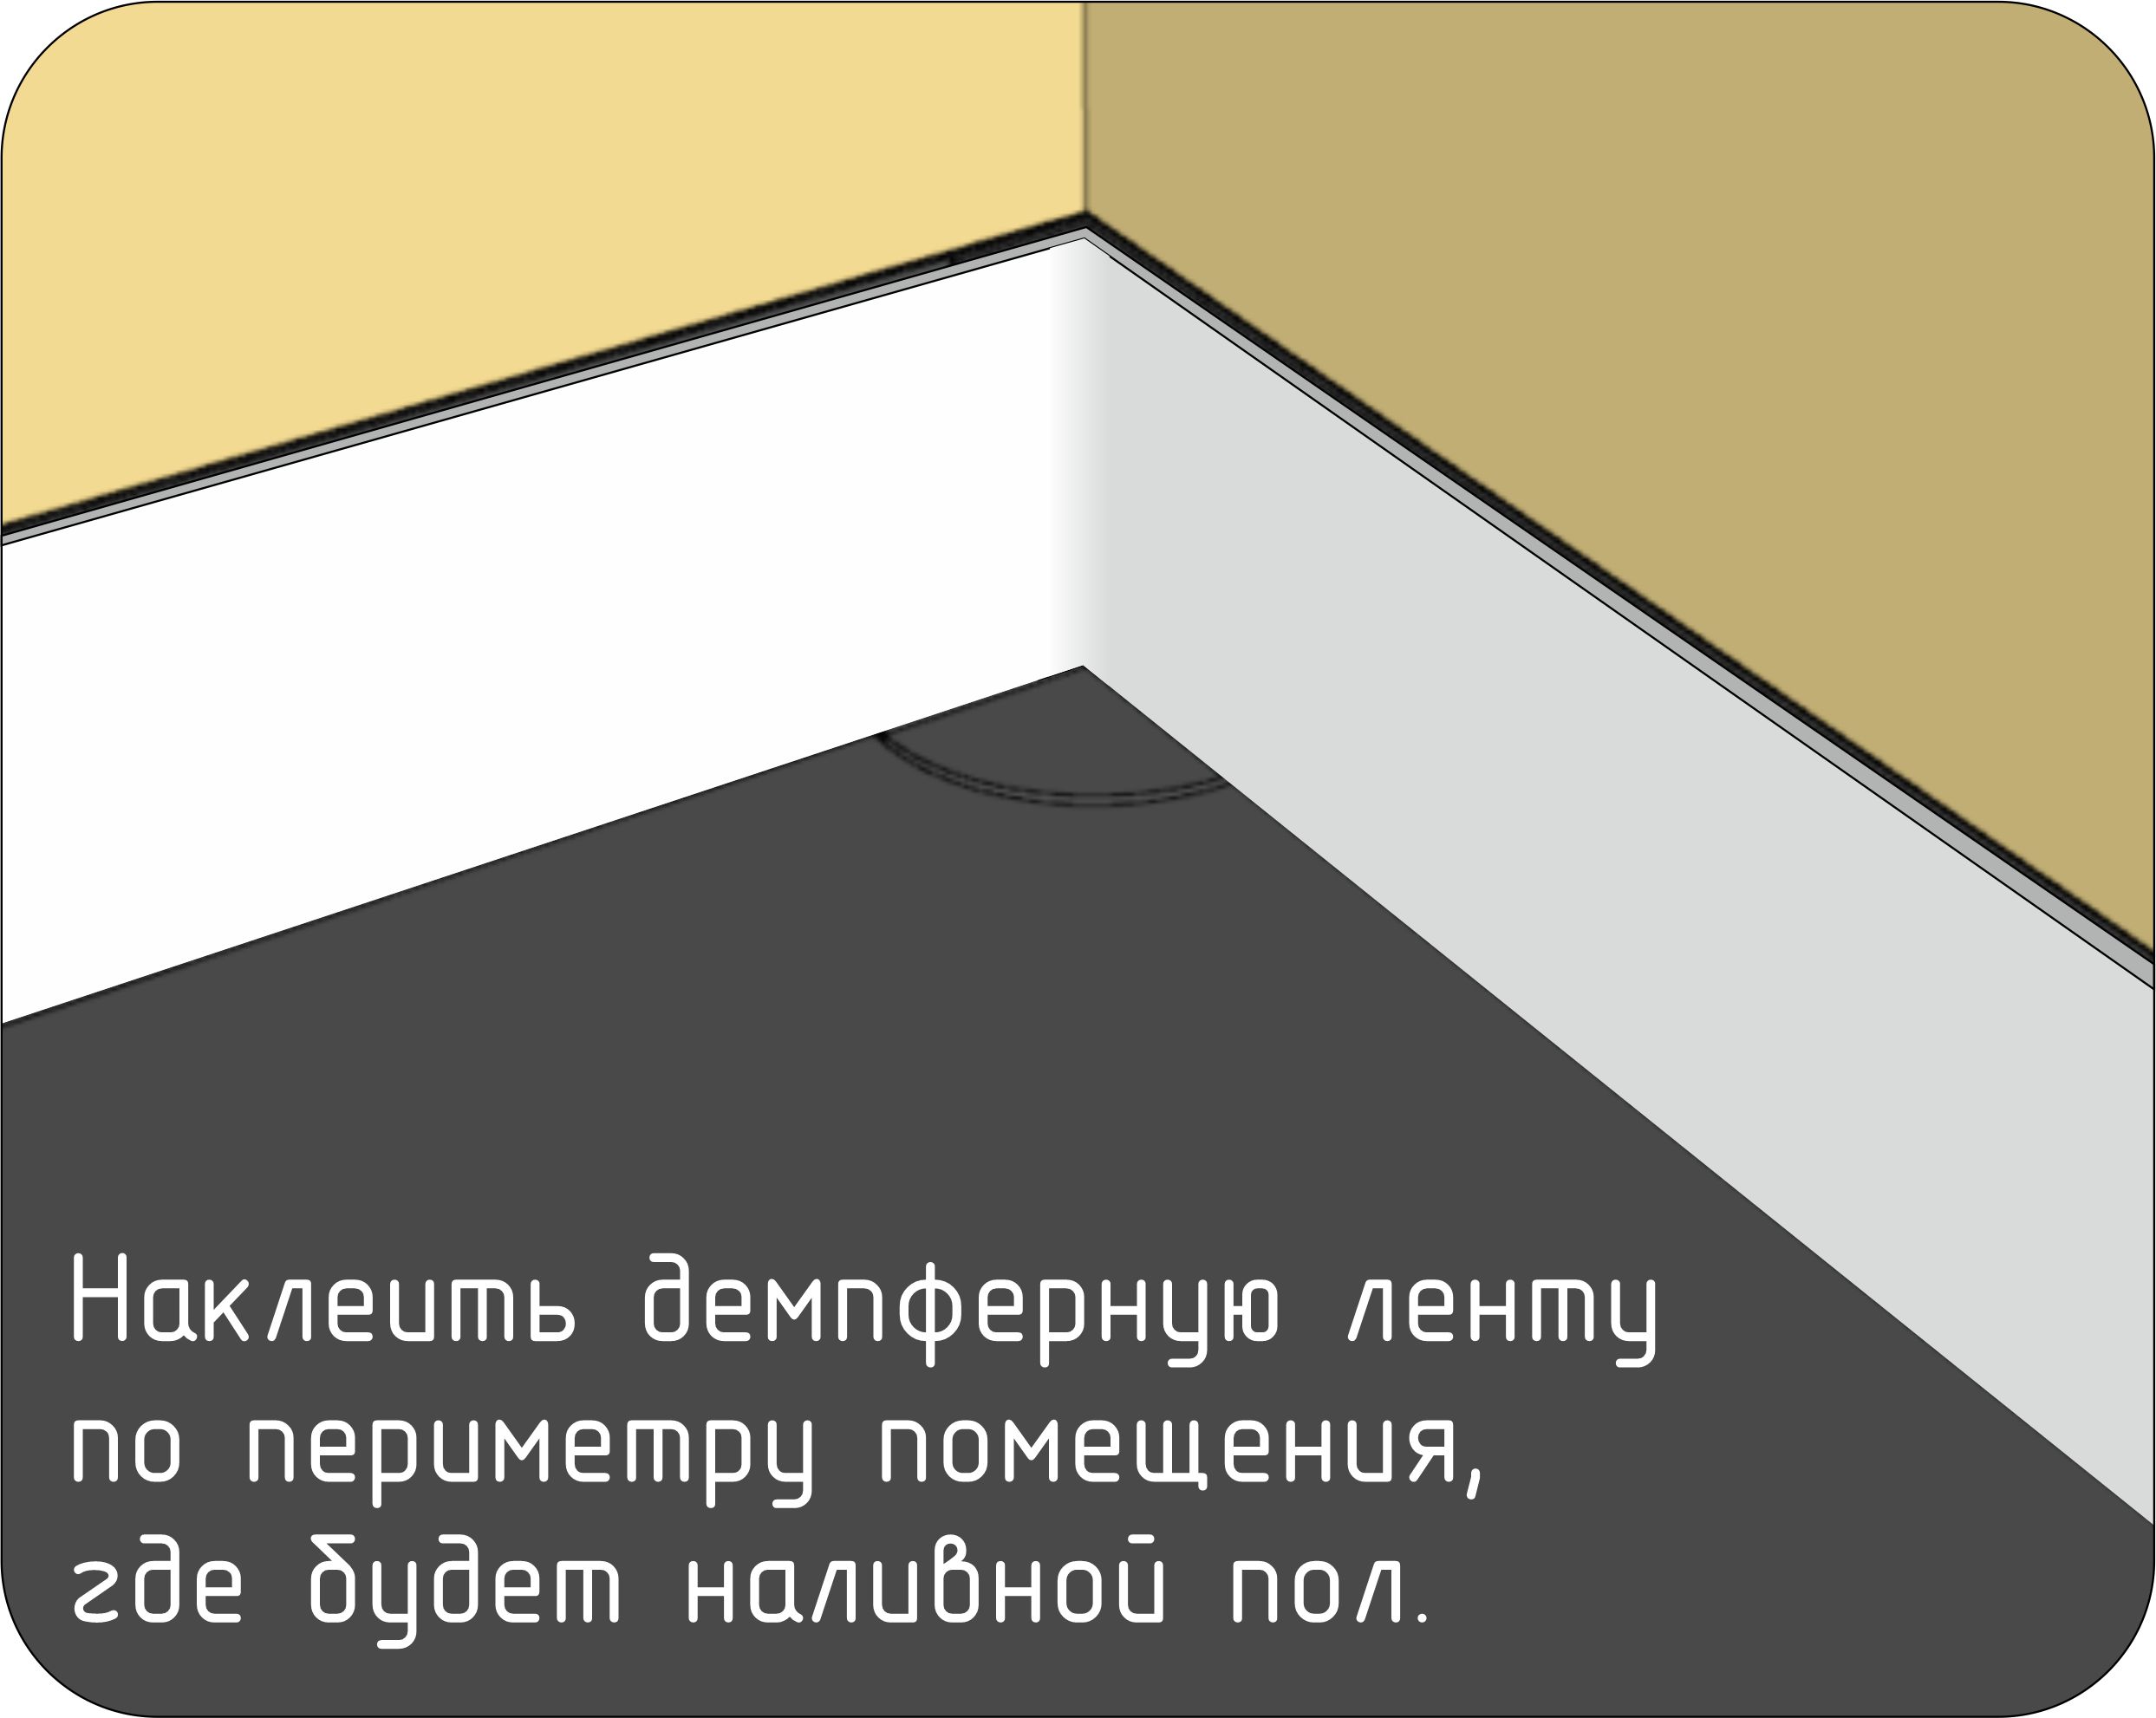 Наклеить демпферную ленту
по периметру помещения,
где будет наливной пол.